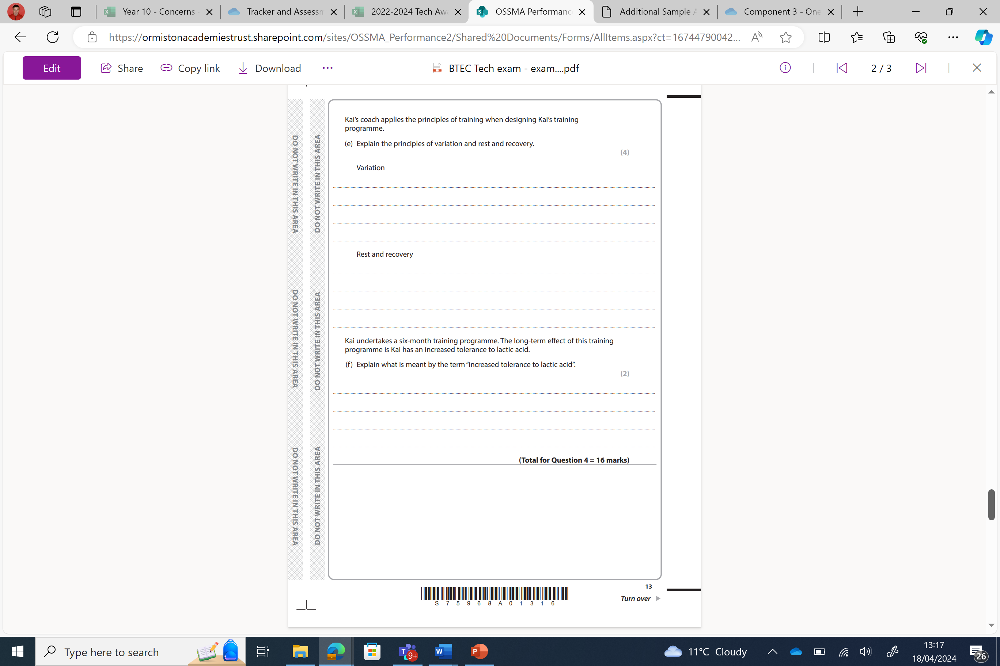 Year 10 - Concerns -
Tracker and Assessm
2022-2024 Tech Awa
OSSMA Performanc
Additional Sample A
Component 3 - One
https://ormistonacademiestrust.sharepoint.com/sites/OSSMA_Performance2/Shared%20Documents/Forms/AllItems.aspx?ct=16744790042...
Edit
Share
Copy link
Download
BTEC Tech exam - exam....pdf
2 / 3
Kai's coach applies the principles of training when designing Kai's training
programme.
(e) Explain the principles of variation and rest and recovery.
(4)
Variation
Rest and recovery
Kai undertakes a six-month training programme. The long-term effect of this training
programme is Kai has an increased tolerance to lactic acid.
(f) Explain what is meant by the term “increased tolerance to lactic acid”.
(2)
(Total for Question 4 = 16 marks)
DO NOT WRITE IN THIS AREA
DO NOT WRITE IN THIS AREA
DO NOT WRITE IN THIS AREA
DO NOT WRITE IN THIS AREA
DO NOT WRITE IN THIS AREA
DO NOT WRITE IN THIS AREA
S 7 5 9 6 8 A 0 1 3 1 6
13
Turn over
Type here to search
9+
11°C Cloudy
13:17
18/04/2024
26